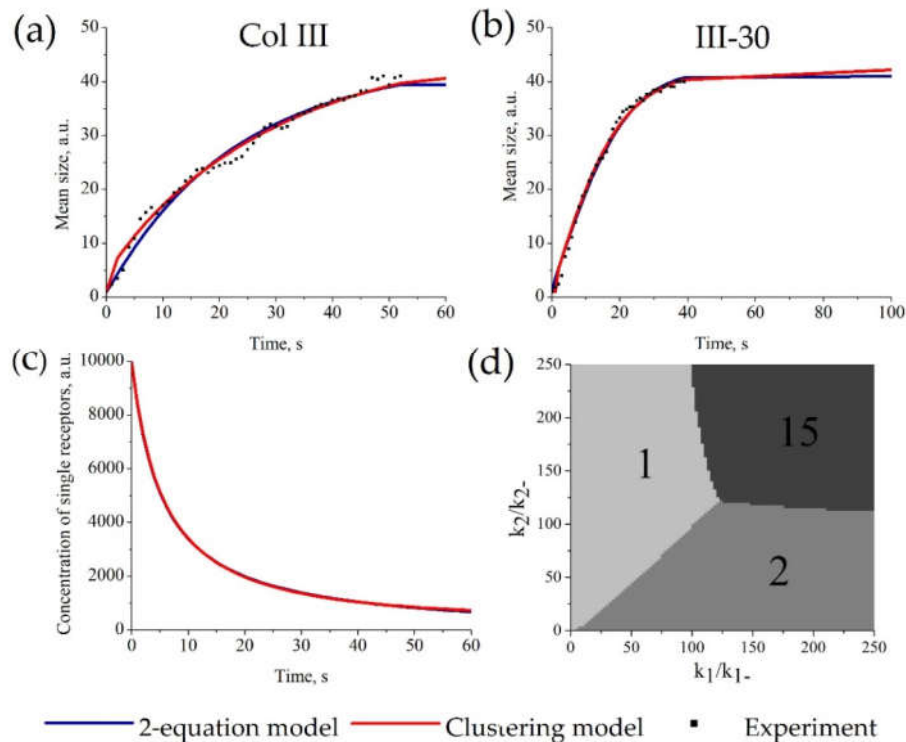 (a) Col III
Mean size, a.u.
50
40
30
20
10
0
0 10 20 30 40 50 60
Time, s
(b) III-30
Mean size, a.u.
50
40
30
20
10
0
0 20 40 60 80 100
Time, s
(c)
Concentration of single receptors, a.u.
10000
8000
6000
4000
2000
0
0 10 20 30 40 50 60
Time, s
(d)
k2/k2-
250
200
150
100
50
0
1
15
2
0 50 100 150 200 250
k1/k1-
2-equation model Clustering model Experiment